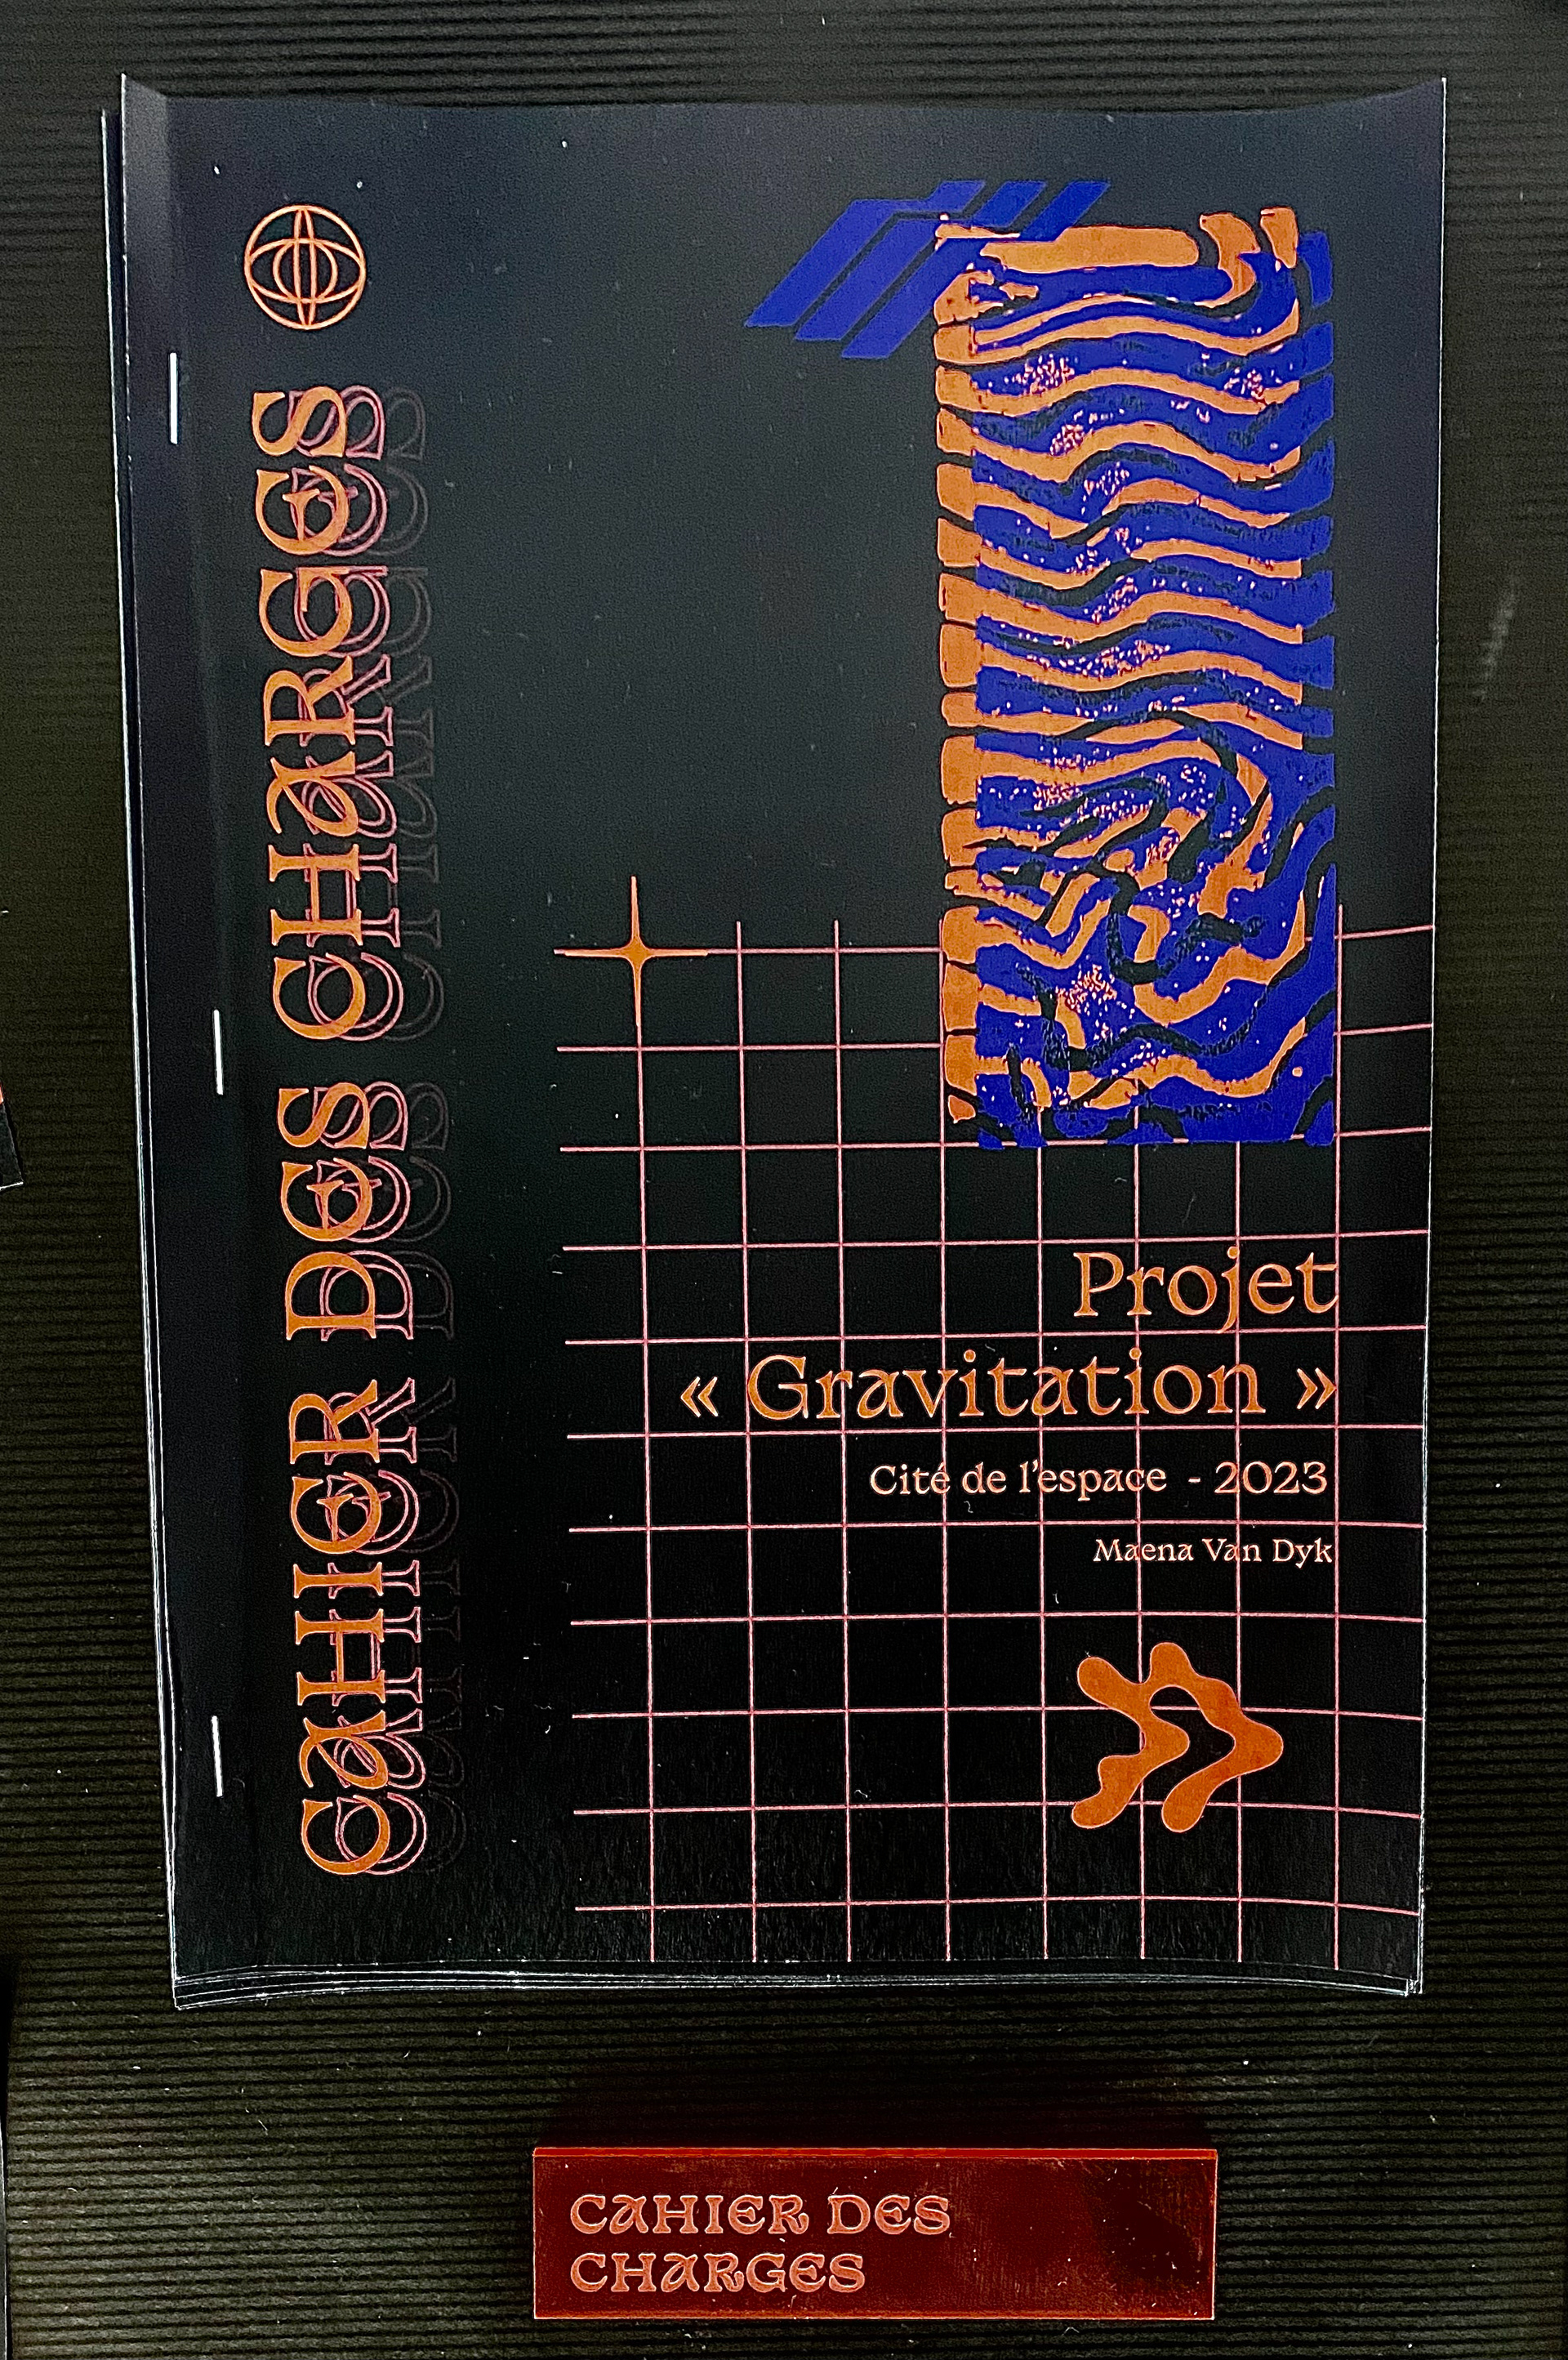 CAHIER DES CHARGES
Projet
« Gravitation »
Cité de l'espace - 2023
Maena Van Dyk
CAHIER DES
CHARGES